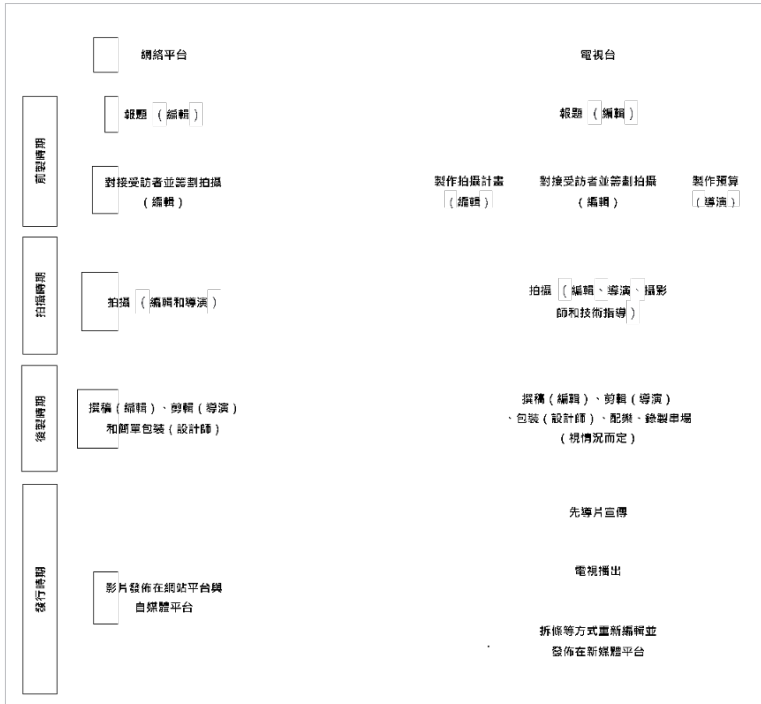 網絡平台
電視台
前製時期
報題（編輯）
報題（編輯）
對接受訪者並籌劃拍攝
（編輯）
製作拍攝計畫
（編輯）
對接受訪者並籌劃拍攝
（編輯）
製作預算
（導演）
拍攝時期
拍攝（編輯和導演）
拍攝（編輯、導演、攝影
師和技術指導）
後製時期
撰稿（編輯）、剪輯（導演）
和簡單包裝（設計師）
撰稿（編輯）、剪輯（導演）
、包裝（設計師）、配樂、錄製串場
（視情況而定）
發行時期
影片發佈在網站平台與
自媒體平台
先導片宣傳
電視播出
拆條等方式重新編輯並
發佈在新媒體平台